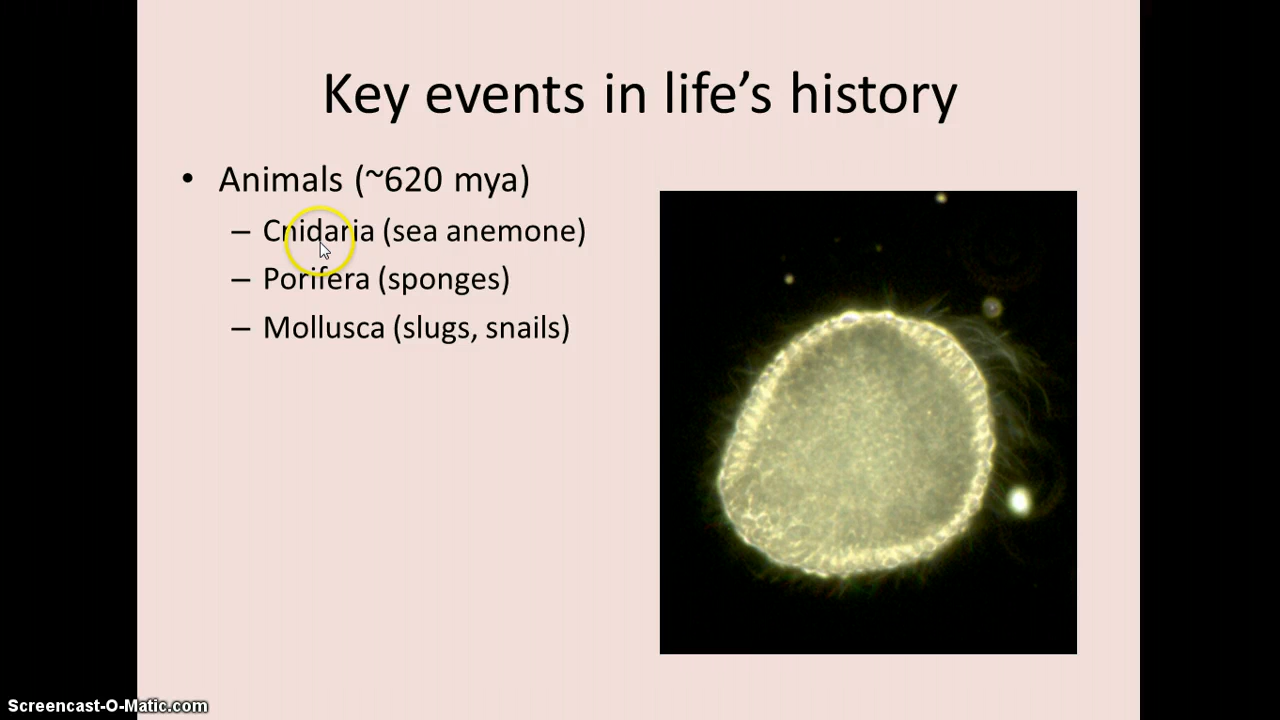 Key events in life’s history
• Animals (~620 mya)
– Cnidaria (sea anemone)
– Porifera (sponges)
– Mollusca (slugs, snails)
Screencast-O-Matic.com